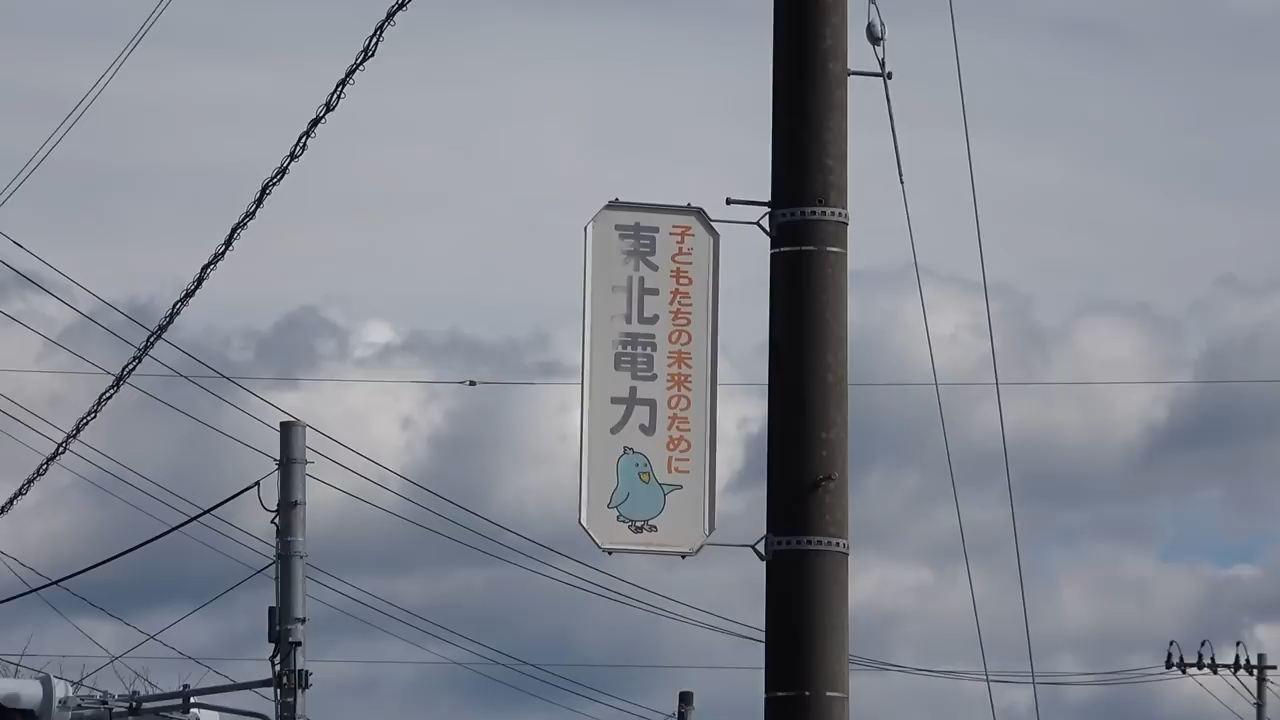 子どもたちの未来のために
東北電力